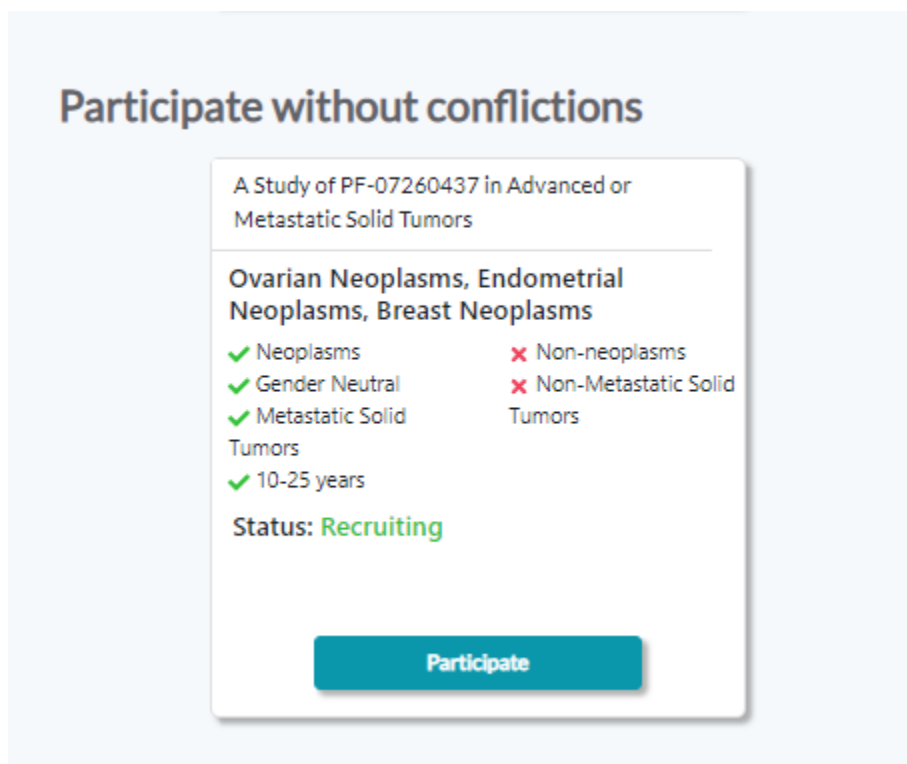 Participate without conflictions
A Study of PF-07260437 in Advanced or
Metastatic Solid Tumors
Ovarian Neoplasms, Endometrial
Neoplasms, Breast Neoplasms
Neoplasms
Gender Neutral
Metastatic Solid
Tumors
10-25 years
Non-neoplasms
Non-Metastatic Solid
Tumors
Status: Recruiting
Participate